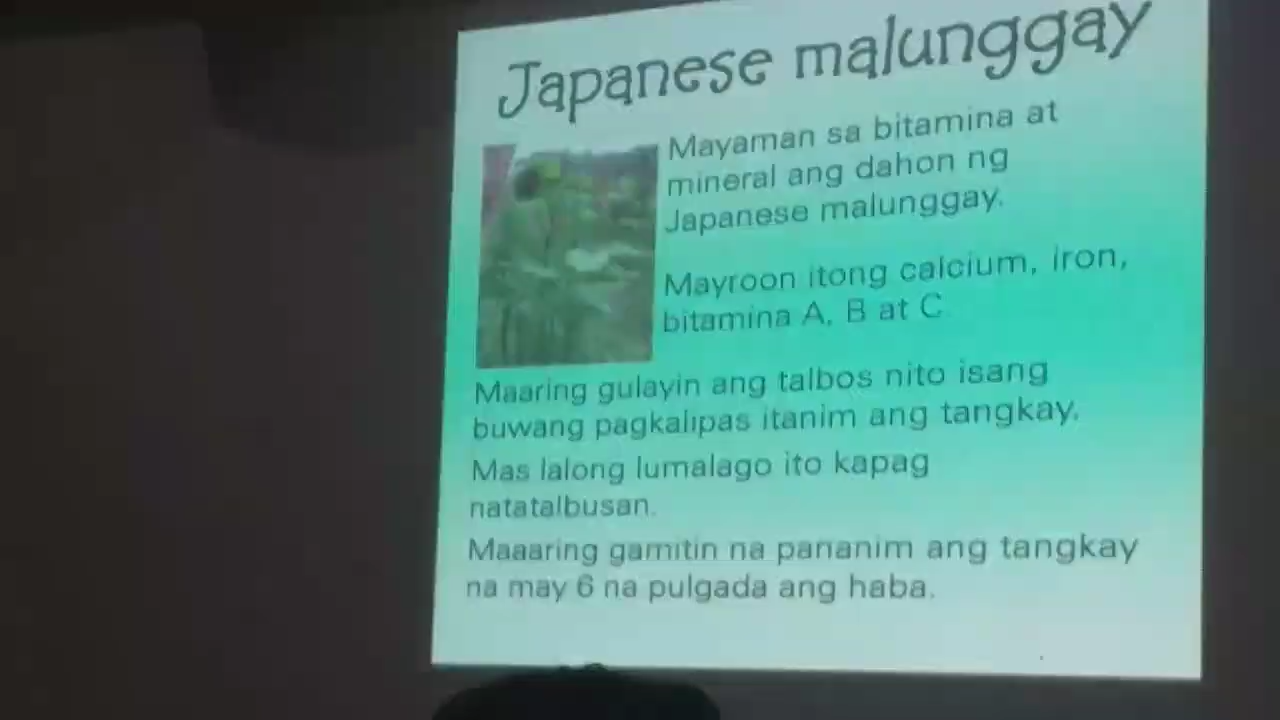 Japanese malunggay
Mayaman sa bitamina at
mineral ang dahon ng
Japanese malunggay.
Mayroon itong calcium, iron,
bitamina A, B at C
Maaring gulayin ang talbos nito isang
buwang pagkalipas itanim ang tangkay.
Mas lalong lumalago ito kapag
natatalbusan.
Maaaring gamitin na pananim ang tangkay
na may 6 na pulgada ang haba.